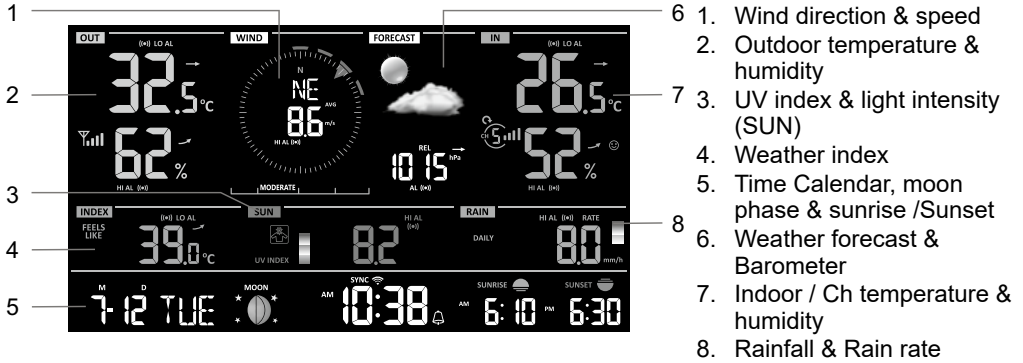 1
2
3
4
5
6
7
8
OUT
((•)) LO AL
32.5°C
62%
HI AL ((•))
WIND
N
NE
AVG
8.6 m/s
HI AL ((•))
MODERATE
FORECAST
REL
1015 hPa
AL ((•))
IN
((•)) LO AL
26.5°C
CH 5
52%
HI AL ((•))
INDEX
FEELS
LIKE
((•)) LO AL
39.0°C
SUN
UV INDEX
HI AL
((•))
8.2
RAIN
DAILY
HI AL ((•)) RATE
8.0 mm/h
M D
7-12 TUE
MOON
SYNC
AM 10:38
SUNRISE
AM 6:10
SUNSET
PM 6:30
1. Wind direction & speed
2. Outdoor temperature &
humidity
3. UV index & light intensity
(SUN)
4. Weather index
5. Time Calendar, moon
phase & sunrise /Sunset
6. Weather forecast &
Barometer
7. Indoor / Ch temperature &
humidity
8. Rainfall & Rain rate